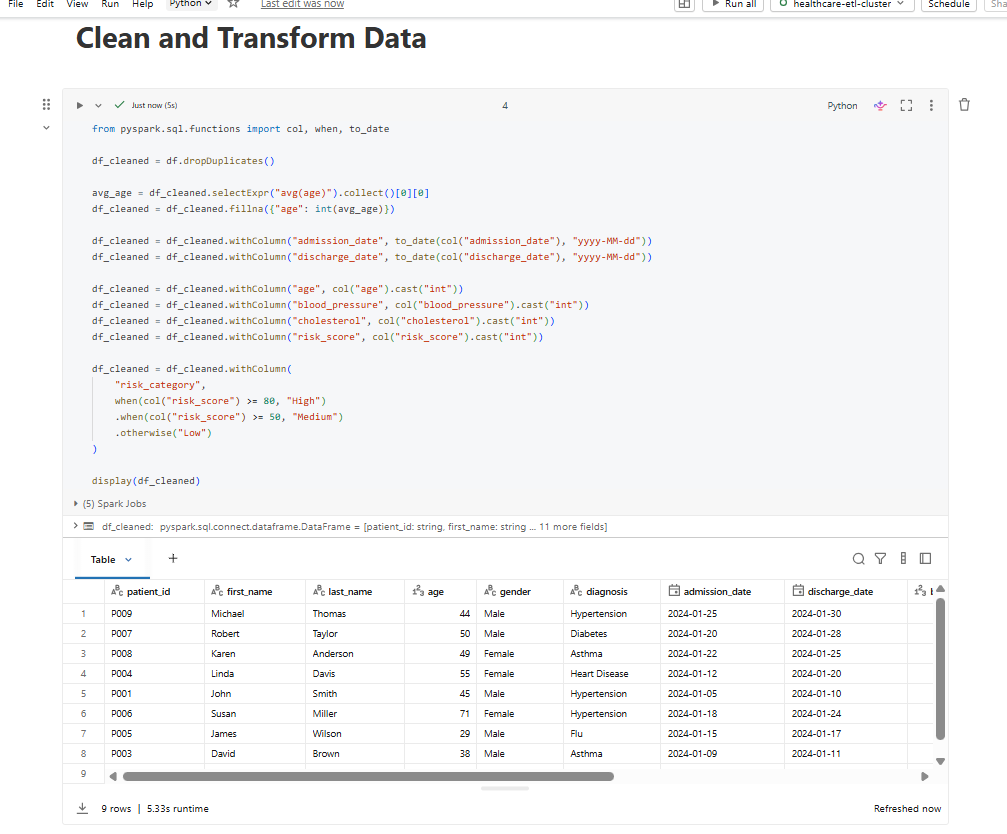 File Edit View Run Help Python Last edit was now Run all healthcare-etl-cluster Schedule
Clean and Transform Data
Just now (5s) 4 Python
from pyspark.sql.functions import col, when, to_date
df_cleaned = df.dropDuplicates()
avg_age = df_cleaned.selectExpr("avg(age)").collect()[0][0]
df_cleaned = df_cleaned.fillna({"age": int(avg_age)})
df_cleaned = df_cleaned.withColumn("admission_date", to_date(col("admission_date"), "yyyy-MM-dd"))
df_cleaned = df_cleaned.withColumn("discharge_date", to_date(col("discharge_date"), "yyyy-MM-dd"))
df_cleaned = df_cleaned.withColumn("age", col("age").cast("int"))
df_cleaned = df_cleaned.withColumn("blood_pressure", col("blood_pressure").cast("int"))
df_cleaned = df_cleaned.withColumn("cholesterol", col("cholesterol").cast("int"))
df_cleaned = df_cleaned.withColumn("risk_score", col("risk_score").cast("int"))
df_cleaned = df_cleaned.withColumn(
"risk_category",
when(col("risk_score") >= 80, "High")
.when(col("risk_score") >= 50, "Medium")
.otherwise("Low")
)
display(df_cleaned)
(5) Spark Jobs
df_cleaned: pyspark.sql.connect.dataframe.DataFrame = [patient_id: string, first_name: string ... 11 more fields]
Table +
patient_id first_name last_name age gender diagnosis admission_date discharge_date
1 P009 Michael Thomas 44 Male Hypertension 2024-01-25 2024-01-30
2 P007 Robert Taylor 50 Male Diabetes 2024-01-20 2024-01-28
3 P008 Karen Anderson 49 Female Asthma 2024-01-22 2024-01-25
4 P004 Linda Davis 55 Female Heart Disease 2024-01-12 2024-01-20
5 P001 John Smith 45 Male Hypertension 2024-01-05 2024-01-10
6 P006 Susan Miller 71 Female Hypertension 2024-01-18 2024-01-24
7 P005 James Wilson 29 Male Flu 2024-01-15 2024-01-17
8 P003 David Brown 38 Male Asthma 2024-01-09 2024-01-11
9
9 rows | 5.33s runtime Refreshed now